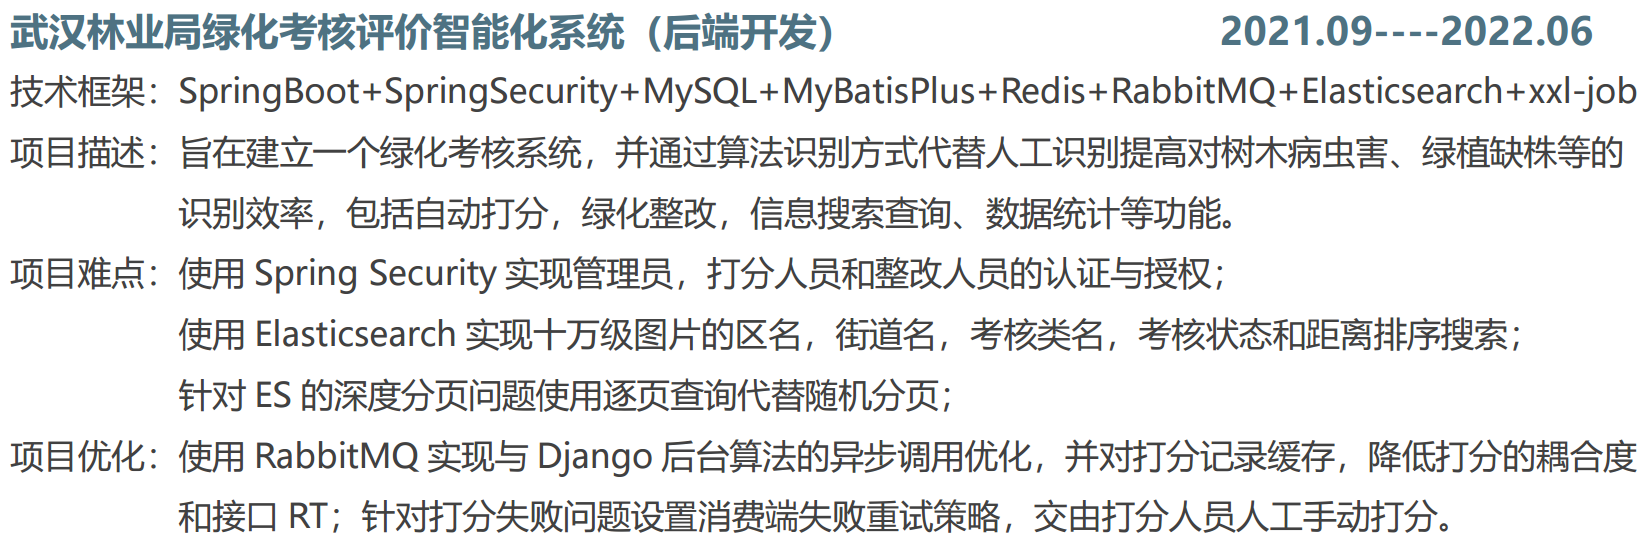 武汉林业局绿化考核评价智能化系统（后端开发） 2021.09----2022.06
技术框架：SpringBoot+SpringSecurity+MySQL+MyBatisPlus+Redis+RabbitMQ+Elasticsearch+xxl-job
项目描述：旨在建立一个绿化考核系统，并通过算法识别方式代替人工识别提高对树木病虫害、绿植缺株等的
识别效率，包括自动打分，绿化整改，信息搜索查询、数据统计等功能。
项目难点：使用 Spring Security 实现管理员，打分人员和整改人员的认证与授权；
使用 Elasticsearch 实现十万级图片的区名，街道名，考核类名，考核状态和距离排序搜索；
针对 ES 的深度分页问题使用逐页查询代替随机分页；
项目优化：使用 RabbitMQ 实现与 Django 后台算法的异步调用优化，并对打分记录缓存，降低打分的耦合度
和接口 RT；针对打分失败问题设置消费端失败重试策略，交由打分人员人工手动打分。